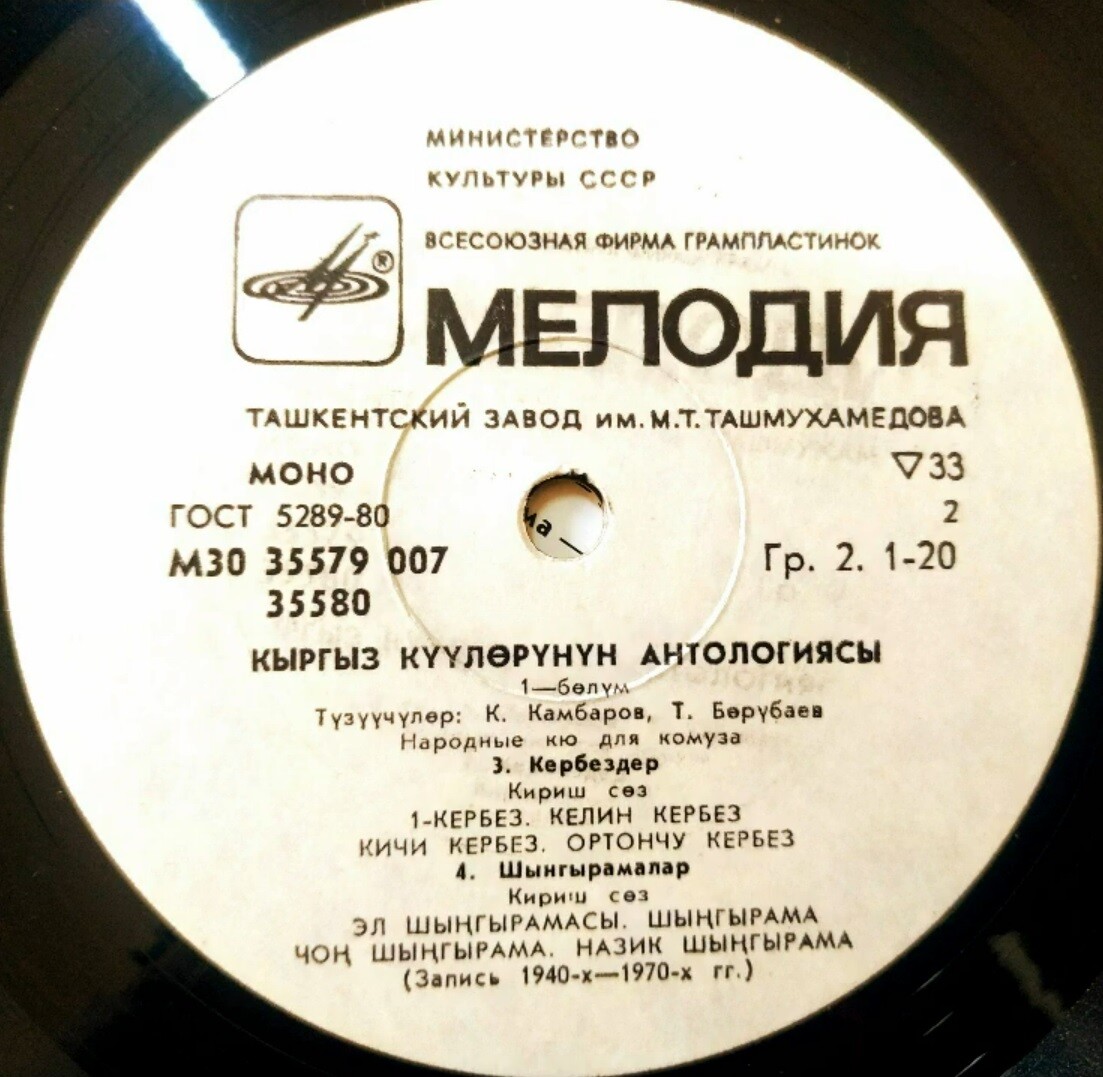 МИНИСТЕРСТВО
КУЛЬТУРЫ СССР
ВСЕСОЮЗНАЯ ФИРМА ГРАМПЛАСТИНОК
®
МЕЛОДИЯ
ТАШКЕНТСКИЙ ЗАВОД ИМ. М.Т. ТАШМУХАМЕДОВА
МОНО ▽33
ГОСТ 5289-80 2
М30 35579 007 Гр. 2. 1-20
35580
ма —
КЫРГЫЗ КҮҮЛӨРҮНҮН АНТОЛОГИЯСЫ
1—бөлүм
Түзүүчүлөр: К. Камбаров, Т. Бөрүбаев
Народные кю для комуза
3. Кербездер
Кириш сөз
1-КЕРБЕЗ. КЕЛИН КЕРБЕЗ
КИЧИ КЕРБЕЗ. ОРТОНЧУ КЕРБЕЗ
4. Шынгырамалар
Кириш сөз
ЭЛ ШЫҢГЫРАМАСЫ. ШЫҢГЫРАМА
ЧОҢ ШЫҢГЫРАМА. НАЗИК ШЫҢГЫРАМА
(Запись 1940-х—1970-х гг.)